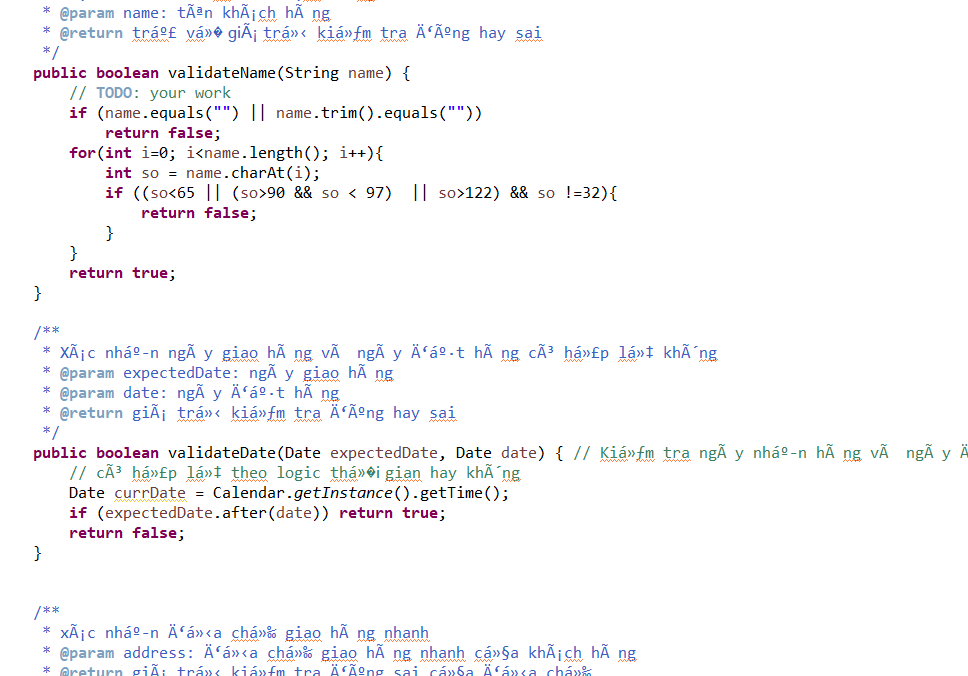 * @param name: tÃªn khÃ¡ch hÃ ng
 * @return tráº£ vá»� giÃ¡ trá»‹ kiá»ƒm tra Ä‘Ãºng hay sai
 */
public boolean validateName(String name) {
    // TODO: your work
    if (name.equals("") || name.trim().equals(""))
        return false;
    for(int i=0; i<name.length(); i++){
        int so = name.charAt(i);
        if ((so<65 || (so>90 && so < 97)  || so>122) && so !=32){
            return false;
        }
    }
    return true;
}
/**
 * XÃ¡c nháº-n ngÃ y giao hÃ ng vÃ  ngÃ y Ä‘áº·t hÃ ng cÃ³ há»£p lá»‡ khÃ´ng
 * @param expectedDate: ngÃ y giao hÃ ng
 * @param date: ngÃ y Ä‘áº·t hÃ ng
 * @return giÃ¡ trá»‹ kiá»ƒm tra Ä‘Ãºng hay sai
 */
public boolean validateDate(Date expectedDate, Date date) { // Kiá»ƒm tra ngÃ y nháº-n hÃ ng vÃ  ngÃ y Ä
    // cÃ³ há»£p lá»‡ theo logic thá»�i gian hay khÃ´ng
    Date currDate = Calendar.getInstance().getTime();
    if (expectedDate.after(date)) return true;
    return false;
}
/**
 * xÃ¡c nháº-n Ä‘á»‹a chá»‰ giao hÃ ng nhanh
 * @param address: Ä‘á»‹a chá»‰ giao hÃ ng nhanh cá»§a khÃ¡ch hÃ ng
 * @return giÃ¡ trá»‹ kiá»ƒm tra Ä‘Ãºng sai cá»§a Ä‘á»‹a chá»‰